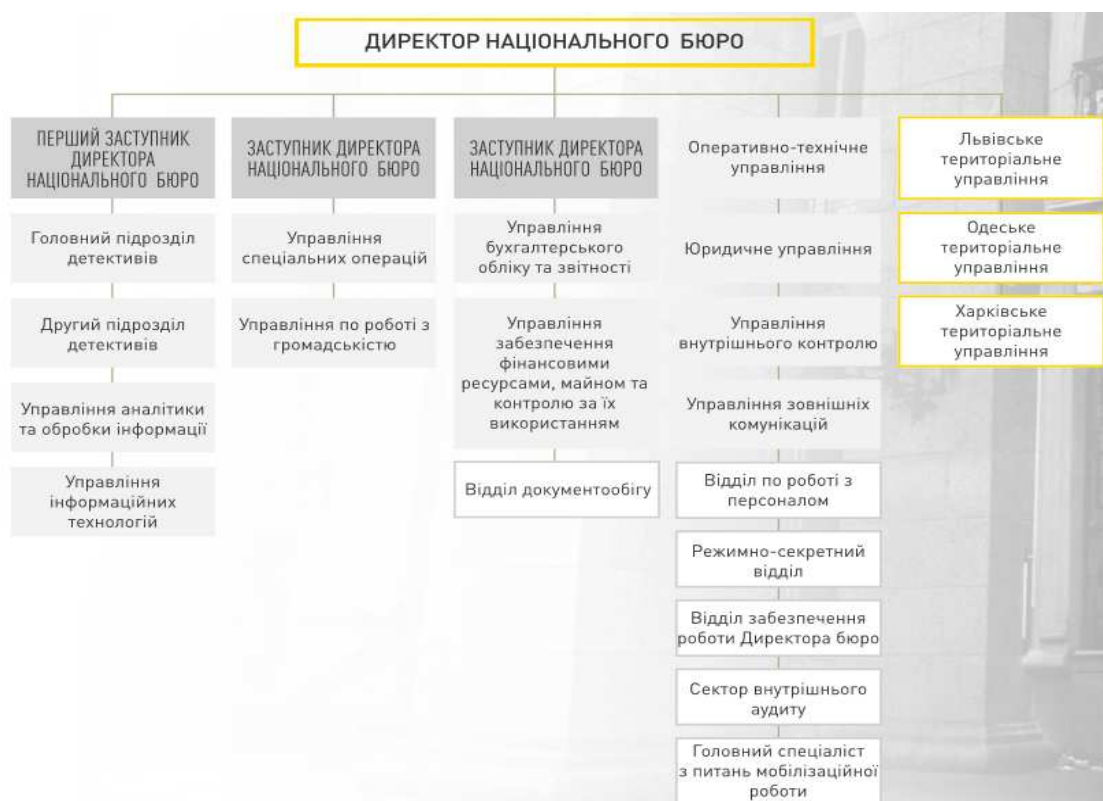 ДИРЕКТОР НАЦІОНАЛЬНОГО БЮРО
ПЕРШИЙ ЗАСТУПНИК
ДИРЕКТОРА
НАЦІОНАЛЬНОГО БЮРО
Головний підрозділ
детективів
Другий підрозділ
детективів
Управління аналітики
та обробки інформації
Управління
інформаційних
технологій
ЗАСТУПНИК ДИРЕКТОРА
НАЦІОНАЛЬНОГО БЮРО
Управління
спеціальних операцій
Управління по роботі з
громадськістю
ЗАСТУПНИК ДИРЕКТОРА
НАЦІОНАЛЬНОГО БЮРО
Управління
бухгалтерського
обліку та звітності
Управління
забезпечення
фінансовими
ресурсами, майном та
контролю за їх
використанням
Відділ документообігу
Оперативно-технічне
управління
Юридичне управління
Управління
внутрішнього контролю
Управління зовнішніх
комунікацій
Відділ по роботі з
персоналом
Режимно-секретний
відділ
Відділ забезпечення
роботи Директора бюро
Сектор внутрішнього
аудиту
Головний спеціаліст
з питань мобілізаційної
роботи
Львівське
територіальне
управління
Одеське
територіальне
управління
Харківське
територіальне
управління